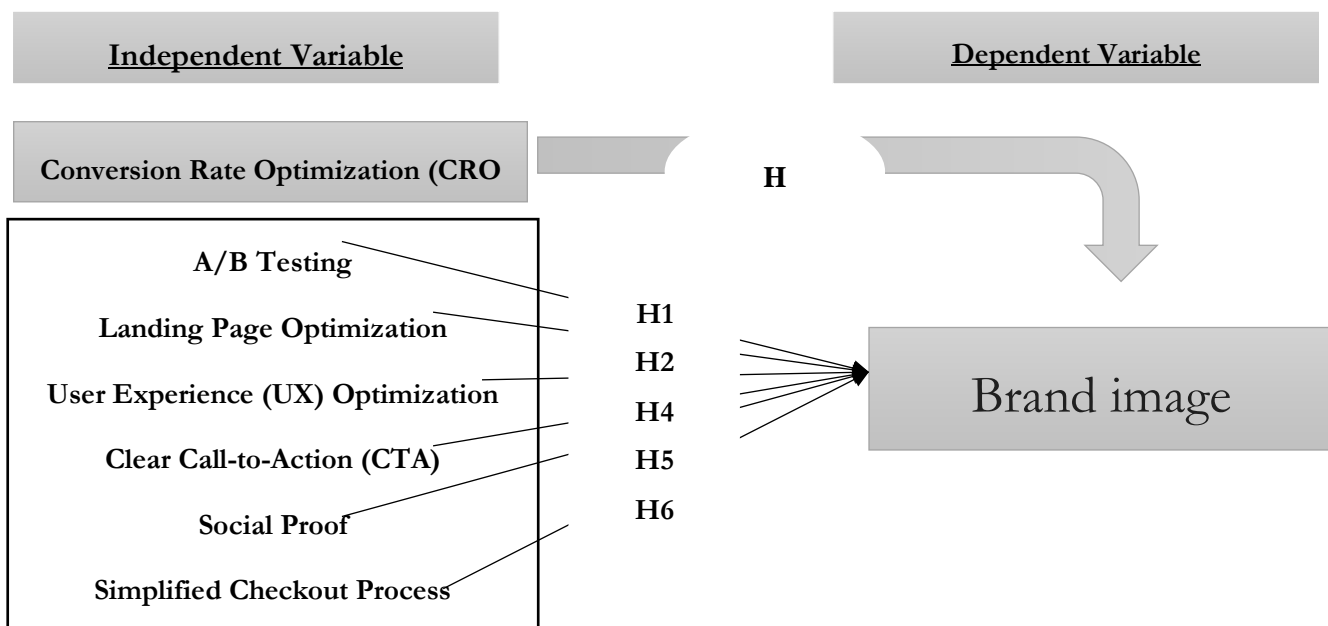 Independent Variable
Dependent Variable
Conversion Rate Optimization (CRO
H
A/B Testing
Landing Page Optimization
User Experience (UX) Optimization
Clear Call-to-Action (CTA)
Social Proof
Simplified Checkout Process
H1
H2
H4
H5
H6
Brand image